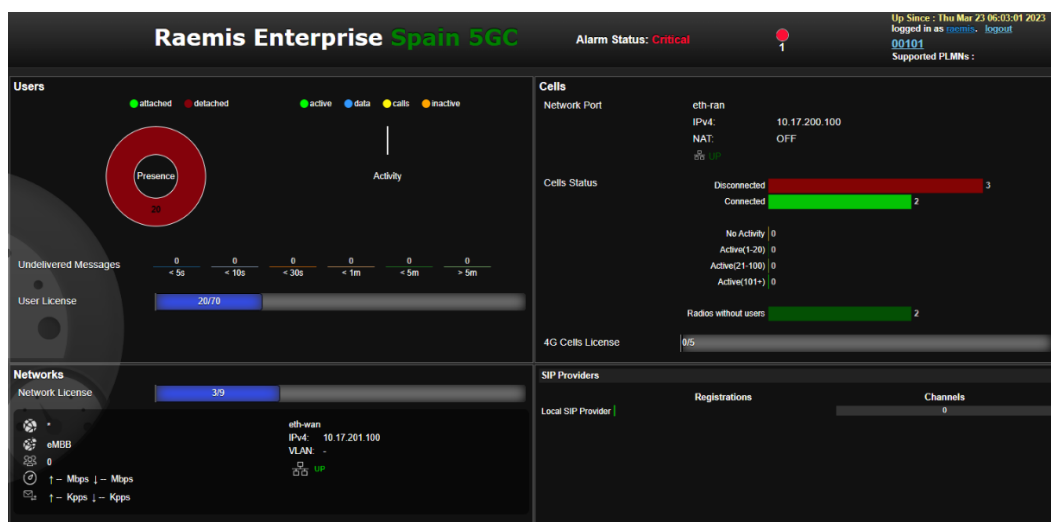 Raemis Enterprise Spain 5GC
Alarm Status: Critical
1
Up Since : Thu Mar 23 06:03:01 2023
logged in as raemis. logout
00101
Supported PLMNs :
Users
attached detached active data calls inactive
Presence
20
Activity
Undelivered Messages
0 0 0 0 0 0
< 5s < 10s < 30s < 1m < 5m > 5m
User License 20/70
Cells
Network Port eth-ran
IPv4: 10.17.200.100
NAT: OFF
UP
Cells Status
Disconnected 3
Connected 2
No Activity 0
Active(1-20) 0
Active(21-100) 0
Active(101+) 0
Radios without users 2
4G Cells License 0/5
Networks
Network License 3/9
*
eMBB
0
↑ -- Mbps ↓ -- Mbps
↑ -- Kpps ↓ -- Kpps
eth-wan
IPv4: 10.17.201.100
VLAN: -
UP
SIP Providers
Registrations Channels
Local SIP Provider 0